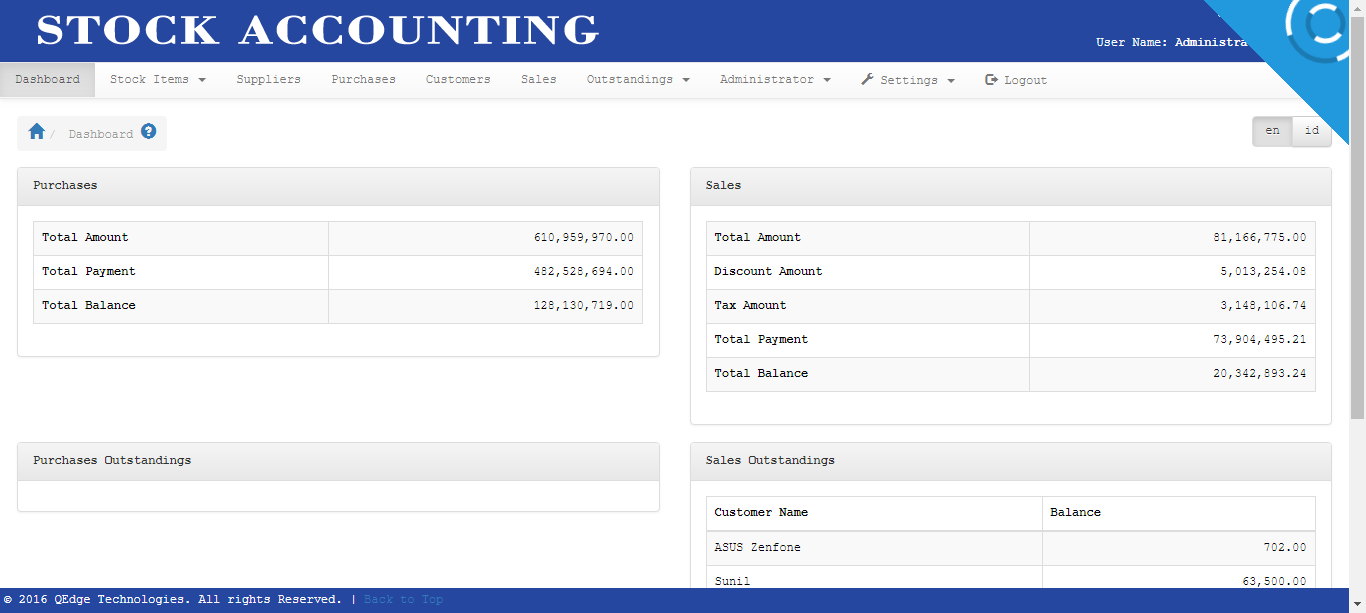 STOCK ACCOUNTING
User Name: Administra
Dashboard Stock Items Suppliers Purchases Customers Sales Outstandings Administrator Settings Logout
/ Dashboard
en id
Purchases
Total Amount 610,959,970.00
Total Payment 482,528,694.00
Total Balance 128,130,719.00
Sales
Total Amount 81,166,775.00
Discount Amount 5,013,254.08
Tax Amount 3,148,106.74
Total Payment 73,904,495.21
Total Balance 20,342,893.24
Purchases Outstandings
Sales Outstandings
Customer Name Balance
ASUS Zenfone 702.00
Sunil 63,500.00
© 2016 QEdge Technologies. All rights Reserved. | Back to Top